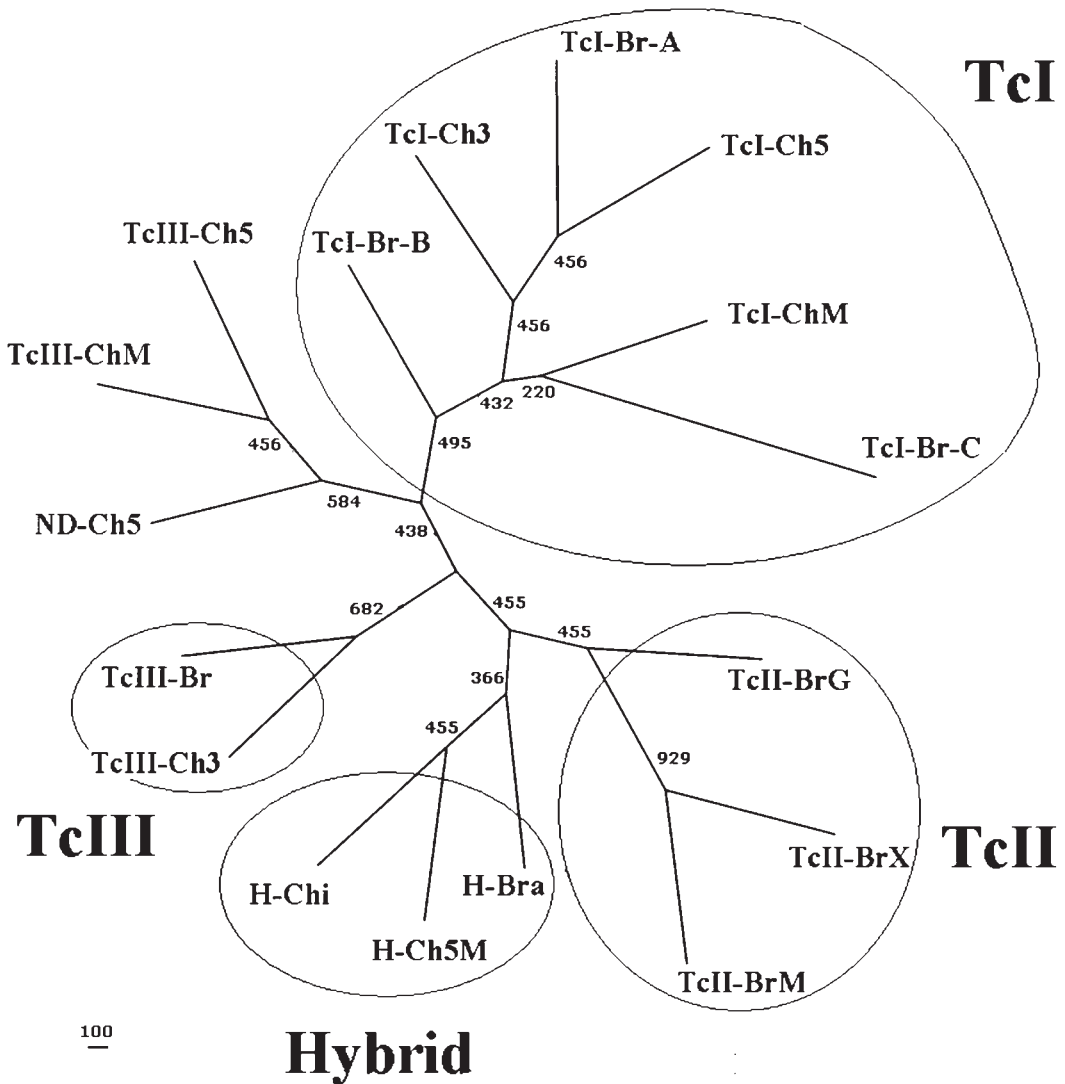 TcI-Br-A
TcI
TcI-Ch3
TcI-Ch5
TcIII-Ch5
TcI-Br-B
456
456
TcI-ChM
TcIII-ChM
432
220
456
495
TcI-Br-C
584
ND-Ch5
438
682
455
455
TcIII-Br
366
TcII-BrG
455
929
TcIII-Ch3
TcIII
TcII
TcII-BrX
H-Chi
H-Bra
H-Ch5M
TcII-BrM
100
Hybrid